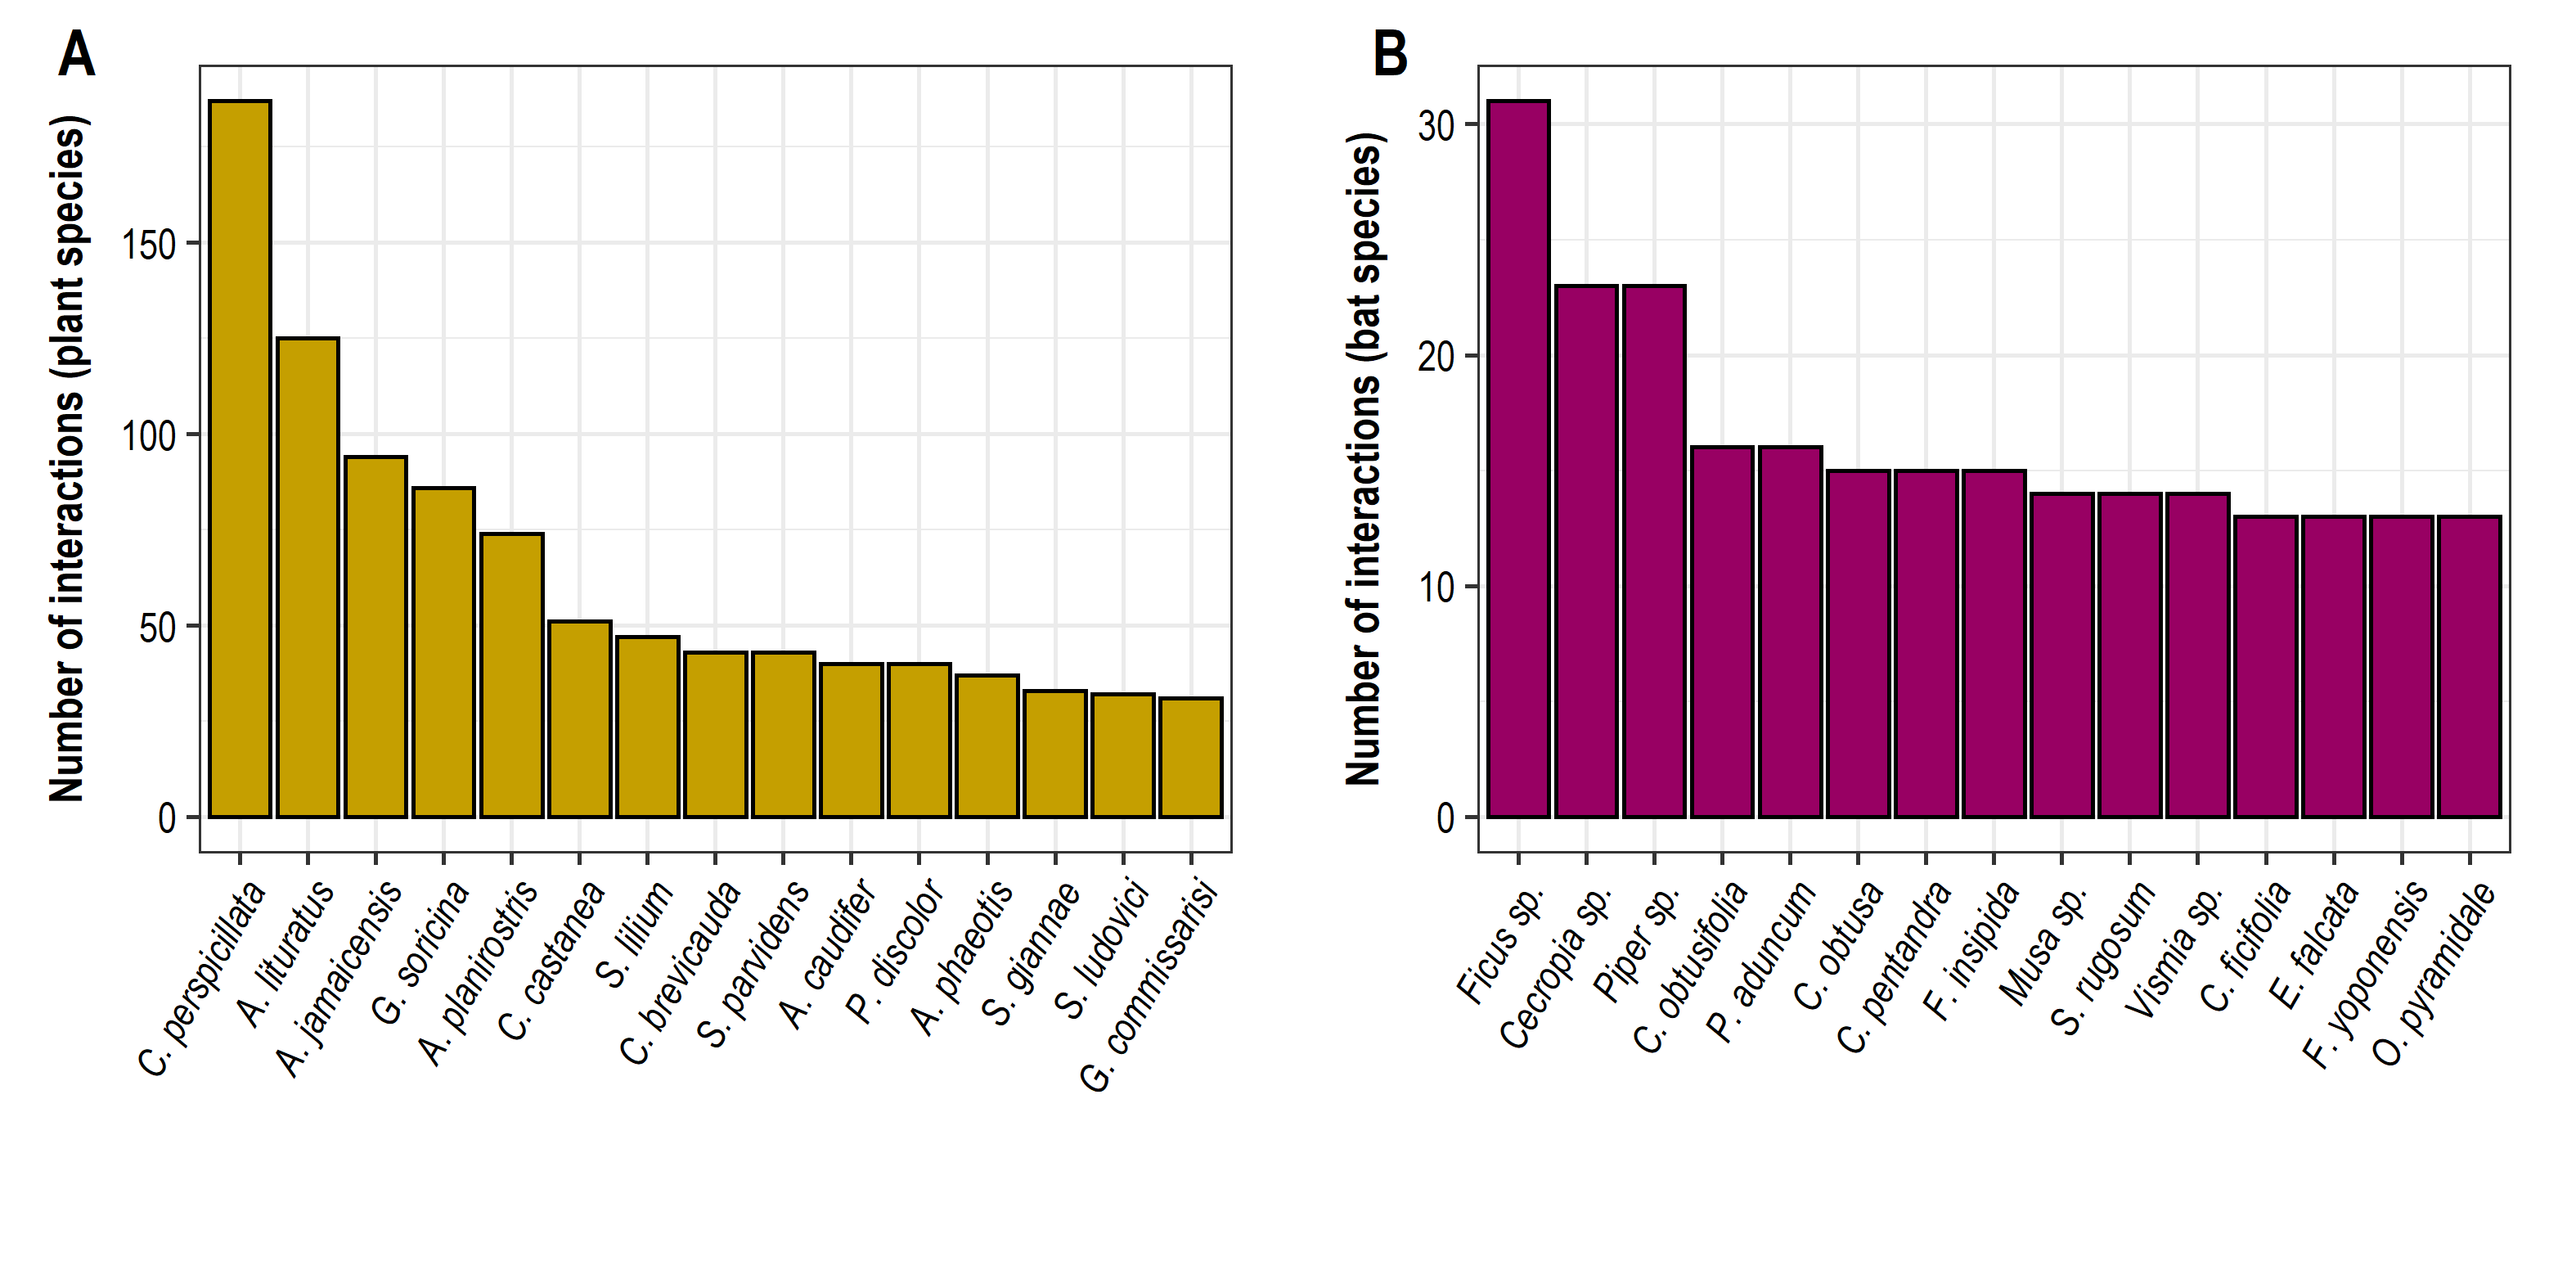 A
Number of interactions (plant species)
150
100
50
0
C. perspicillata
A. lituratus
A. jamaicensis
G. soricina
A. planirostris
C. castanea
S. lilium
C. brevicauda
S. parvidens
A. caudifer
P. discolor
A. phaeotis
S. giannae
S. ludovici
G. commissarisi
B
Number of interactions (bat species)
30
20
10
0
Ficus sp.
Cecropia sp.
Piper sp.
C. obtusifolia
P. aduncum
C. obtusa
C. pentandra
F. insipida
Musa sp.
S. rugosum
Vismia sp.
C. ficifolia
E. falcata
F. yoponensis
O. pyramidale